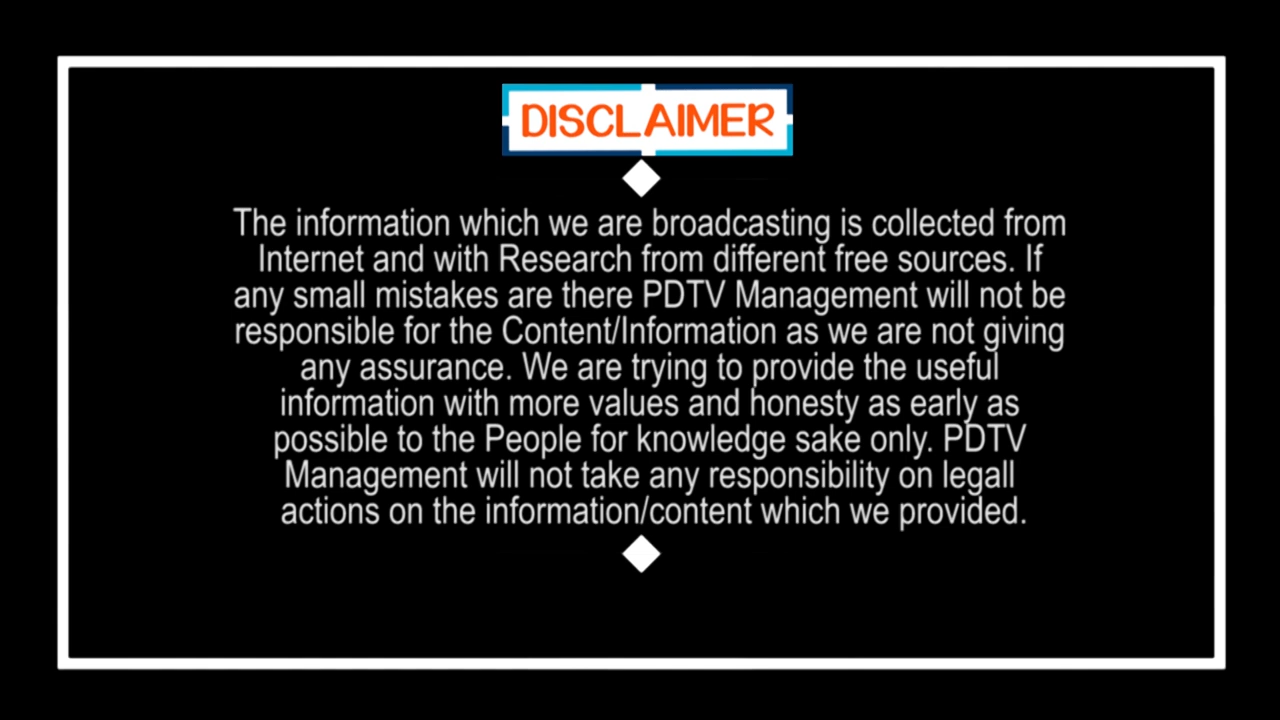 DISCLAIMER
The information which we are broadcasting is collected from
Internet and with Research from different free sources. If
any small mistakes are there PDTV Management will not be
responsible for the Content/Information as we are not giving
any assurance. We are trying to provide the useful
information with more values and honesty as early as
possible to the People for knowledge sake only. PDTV
Management will not take any responsibility on legall
actions on the information/content which we provided.